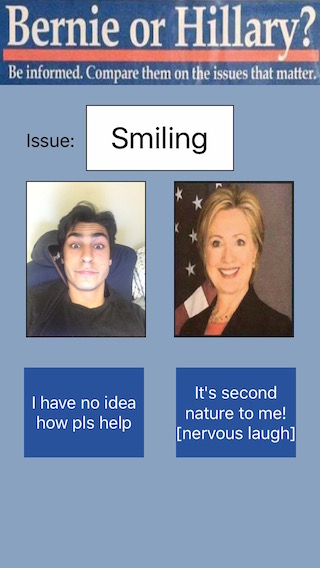 Bernie or Hillary?
Be informed. Compare them on the issues that matter.
Issue:
Smiling
I have no idea
how pls help
It's second
nature to me!
[nervous laugh]